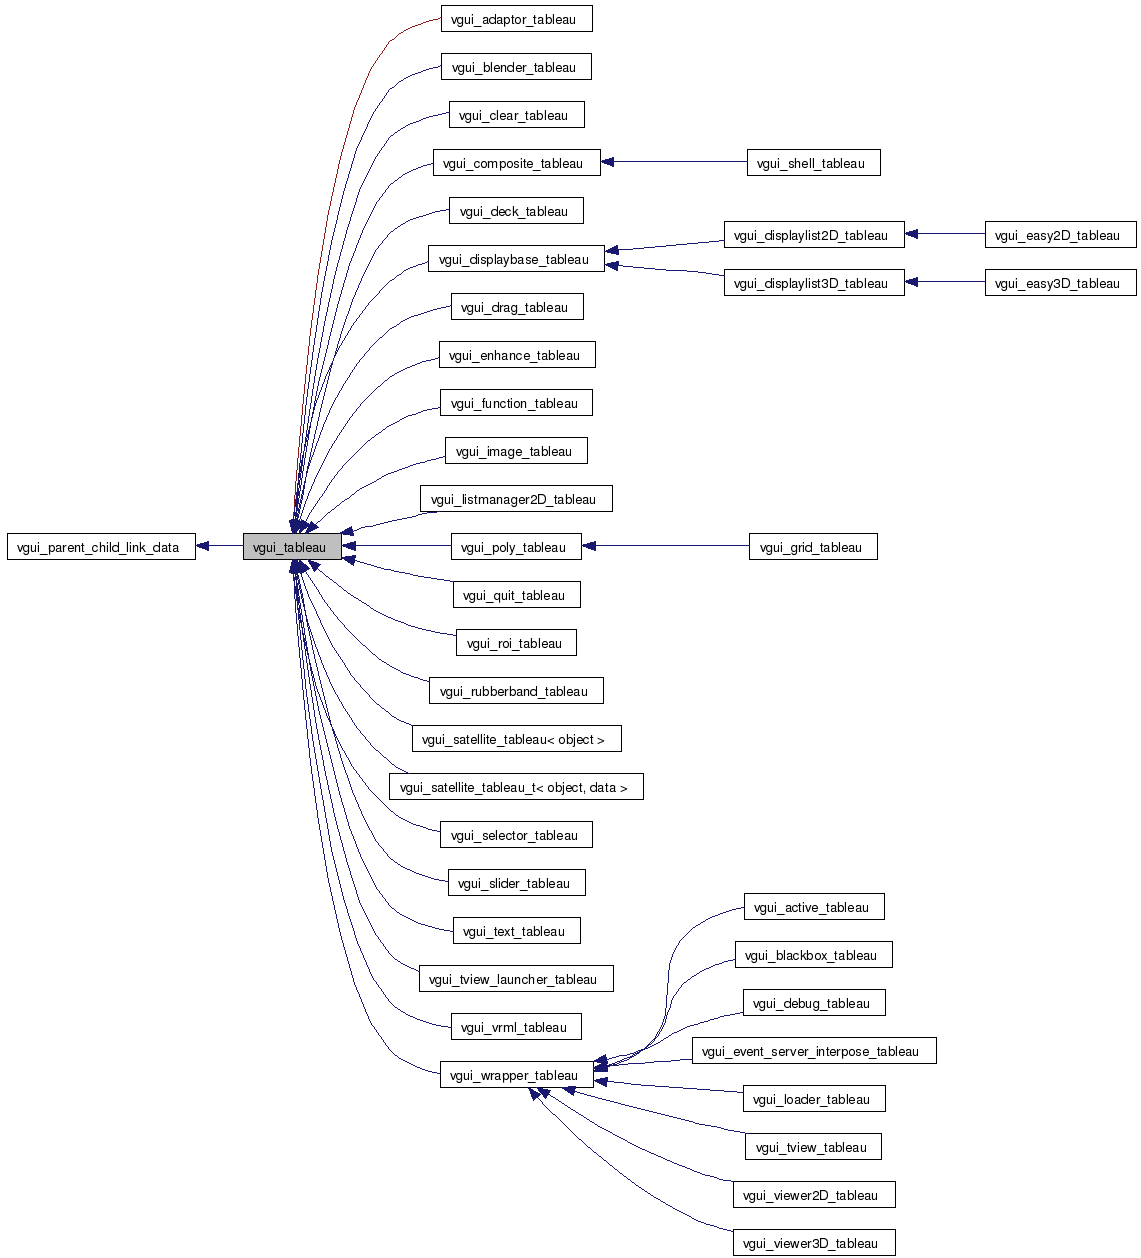 vgui_adaptor_tableau
vgui_blender_tableau
vgui_clear_tableau
vgui_composite_tableau
vgui_shell_tableau
vgui_deck_tableau
vgui_displaybase_tableau
vgui_displaylist2D_tableau
vgui_easy2D_tableau
vgui_displaylist3D_tableau
vgui_easy3D_tableau
vgui_drag_tableau
vgui_enhance_tableau
vgui_function_tableau
vgui_image_tableau
vgui_listmanager2D_tableau
vgui_parent_child_link_data
vgui_tableau
vgui_poly_tableau
vgui_grid_tableau
vgui_quit_tableau
vgui_roi_tableau
vgui_rubberband_tableau
vgui_satellite_tableau< object >
vgui_satellite_tableau_t< object, data >
vgui_selector_tableau
vgui_slider_tableau
vgui_text_tableau
vgui_tview_launcher_tableau
vgui_vrml_tableau
vgui_wrapper_tableau
vgui_active_tableau
vgui_blackbox_tableau
vgui_debug_tableau
vgui_event_server_interpose_tableau
vgui_loader_tableau
vgui_tview_tableau
vgui_viewer2D_tableau
vgui_viewer3D_tableau